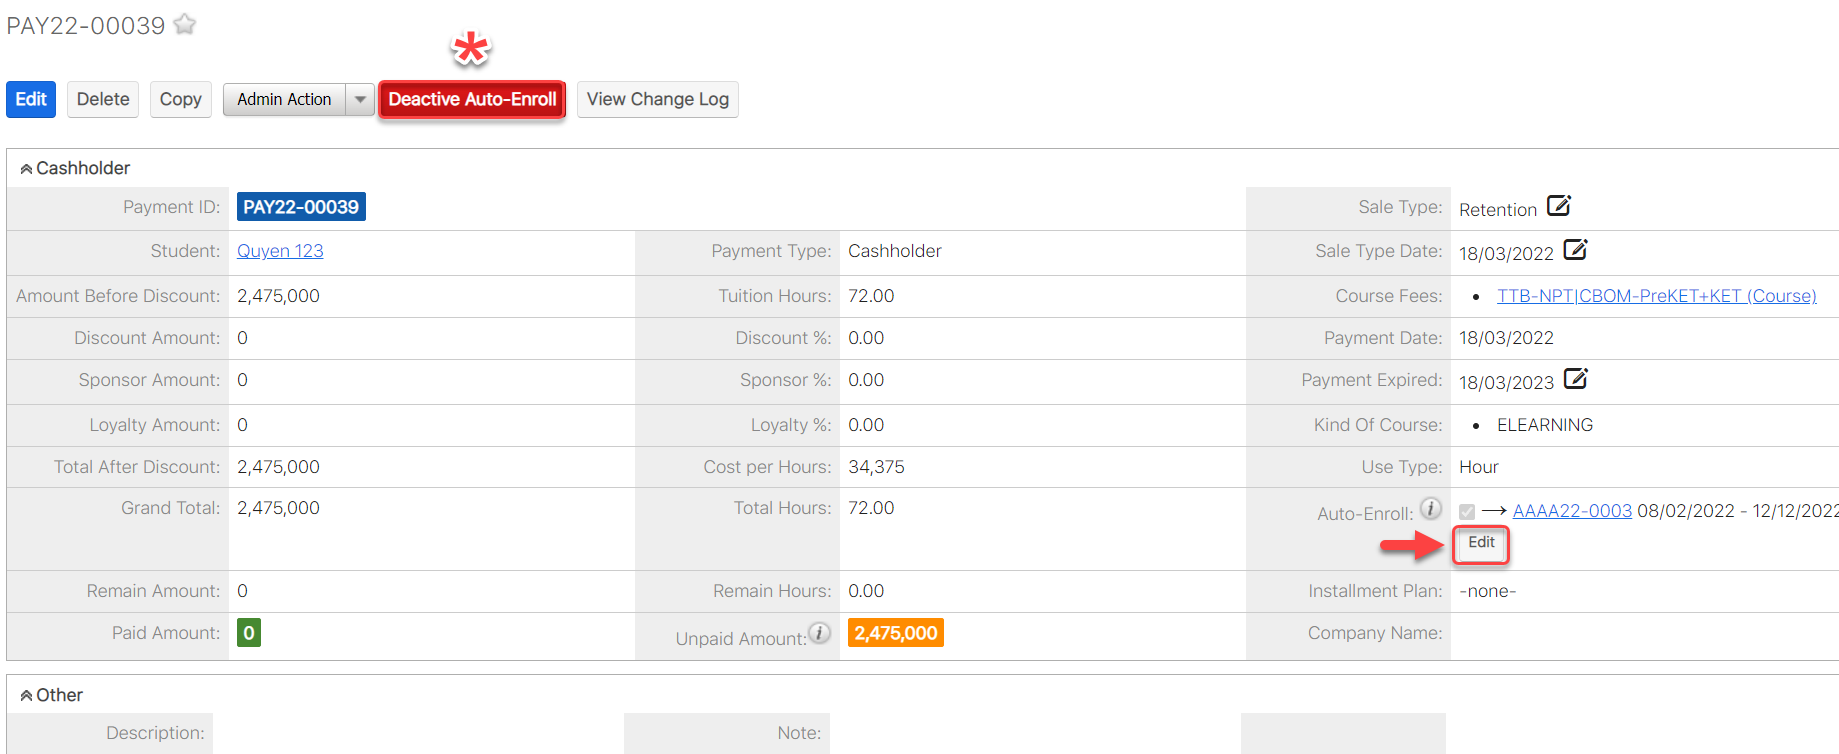 PAY22-00039
*
Edit Delete Copy Admin Action Deactive Auto-Enroll View Change Log
Cashholder
Payment ID: PAY22-00039 Sale Type: Retention
Student: Quyen 123 Payment Type: Cashholder Sale Type Date: 18/03/2022
Amount Before Discount: 2,475,000 Tuition Hours: 72.00 Course Fees: • TTB-NPT|CBOM-PreKET+KET (Course)
Discount Amount: 0 Discount %: 0.00 Payment Date: 18/03/2022
Sponsor Amount: 0 Sponsor %: 0.00 Payment Expired: 18/03/2023
Loyalty Amount: 0 Loyalty %: 0.00 Kind Of Course: • ELEARNING
Total After Discount: 2,475,000 Cost per Hours: 34,375 Use Type: Hour
Grand Total: 2,475,000 Total Hours: 72.00 Auto-Enroll: i → AAAA22-0003 08/02/2022 - 12/12/2022
Edit
Remain Amount: 0 Remain Hours: 0.00 Installment Plan: -none-
Paid Amount: 0 Unpaid Amount: i 2,475,000 Company Name:
Other
Description: Note: